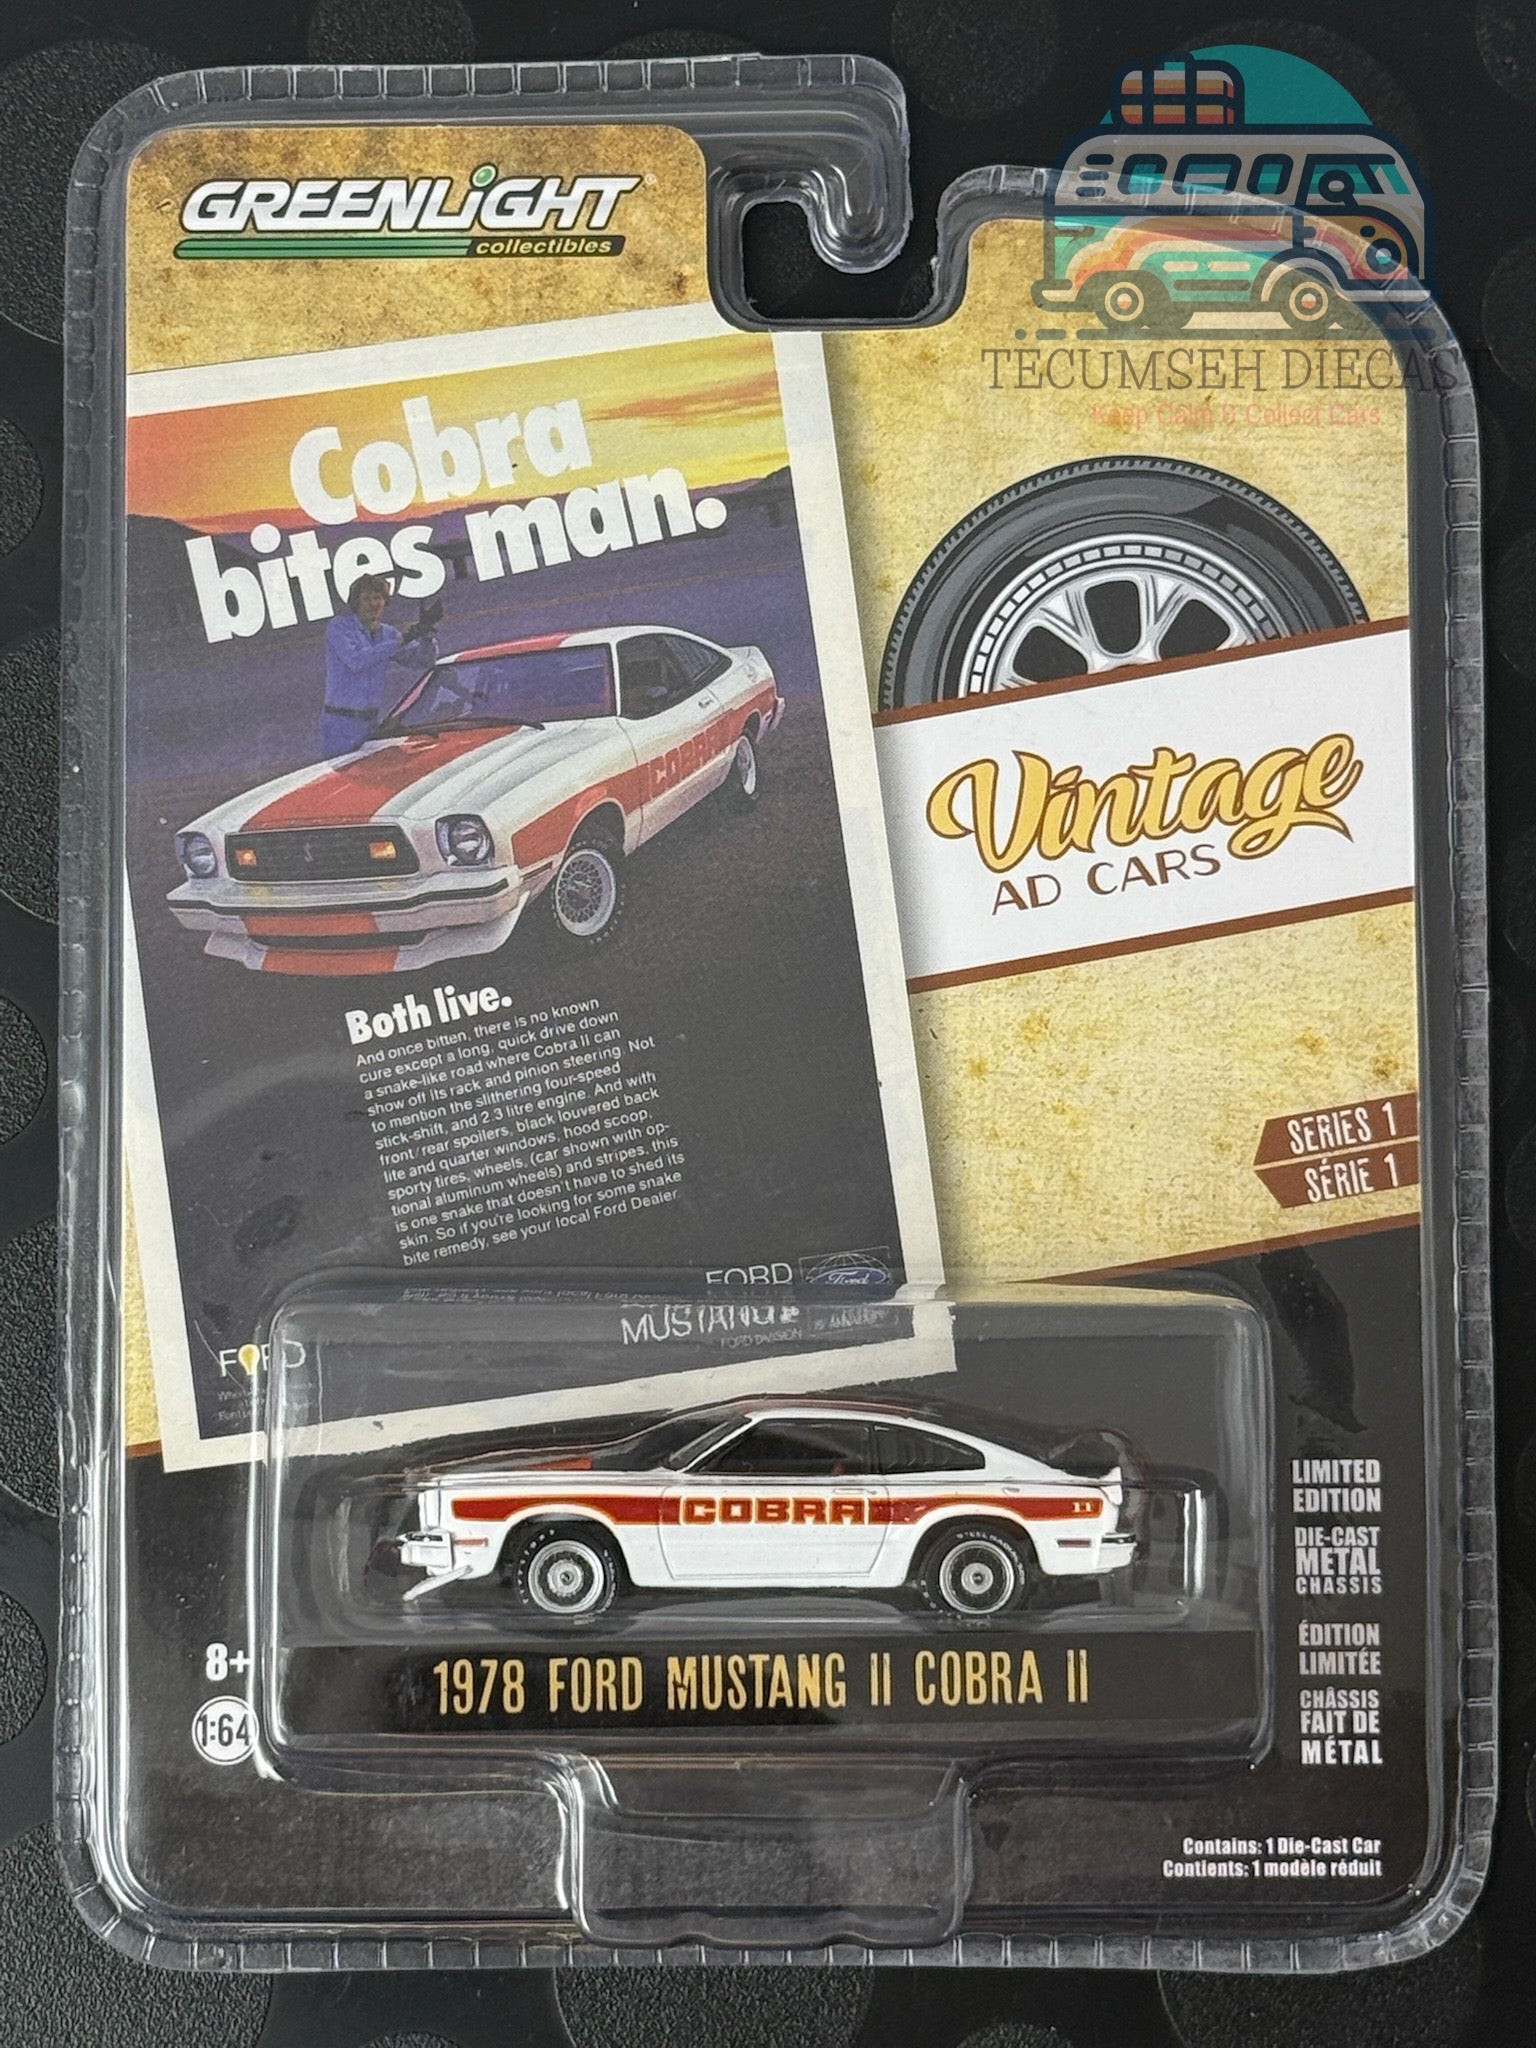 GREENLiGHT
collectibles
TECUMSEH DIECAST
Keep Calm & Collect Cars
Cobra
bites man.
COBRA
Both live.
And once bitten, there is no known
cure except a long, quick drive down
a snake-like road where Cobra II can
show off its rack and pinion steering. Not
to mention the slithering four-speed
stick-shift, and 2.3 litre engine. And with
front/rear spoilers, black louvered back
lite and quarter windows, hood scoop,
sporty tires, wheels, (car shown with op-
tional aluminum wheels) and stripes, this
is one snake that doesn't have to shed its
skin. So if you're looking for some snake
bite remedy, see your local Ford Dealer.
FORD
MUSTANG II
FORD DIVISION
Ford
FORD
Vintage
AD CARS
SERIES 1
SÉRIE 1
COBRA
II
1978 FORD MUSTANG II COBRA II
8+
1:64
LIMITED
EDITION
DIE-CAST
METAL
CHASSIS
ÉDITION
LIMITÉE
CHÂSSIS
FAIT DE
MÉTAL
Contains: 1 Die-Cast Car
Contients: 1 modèle réduit